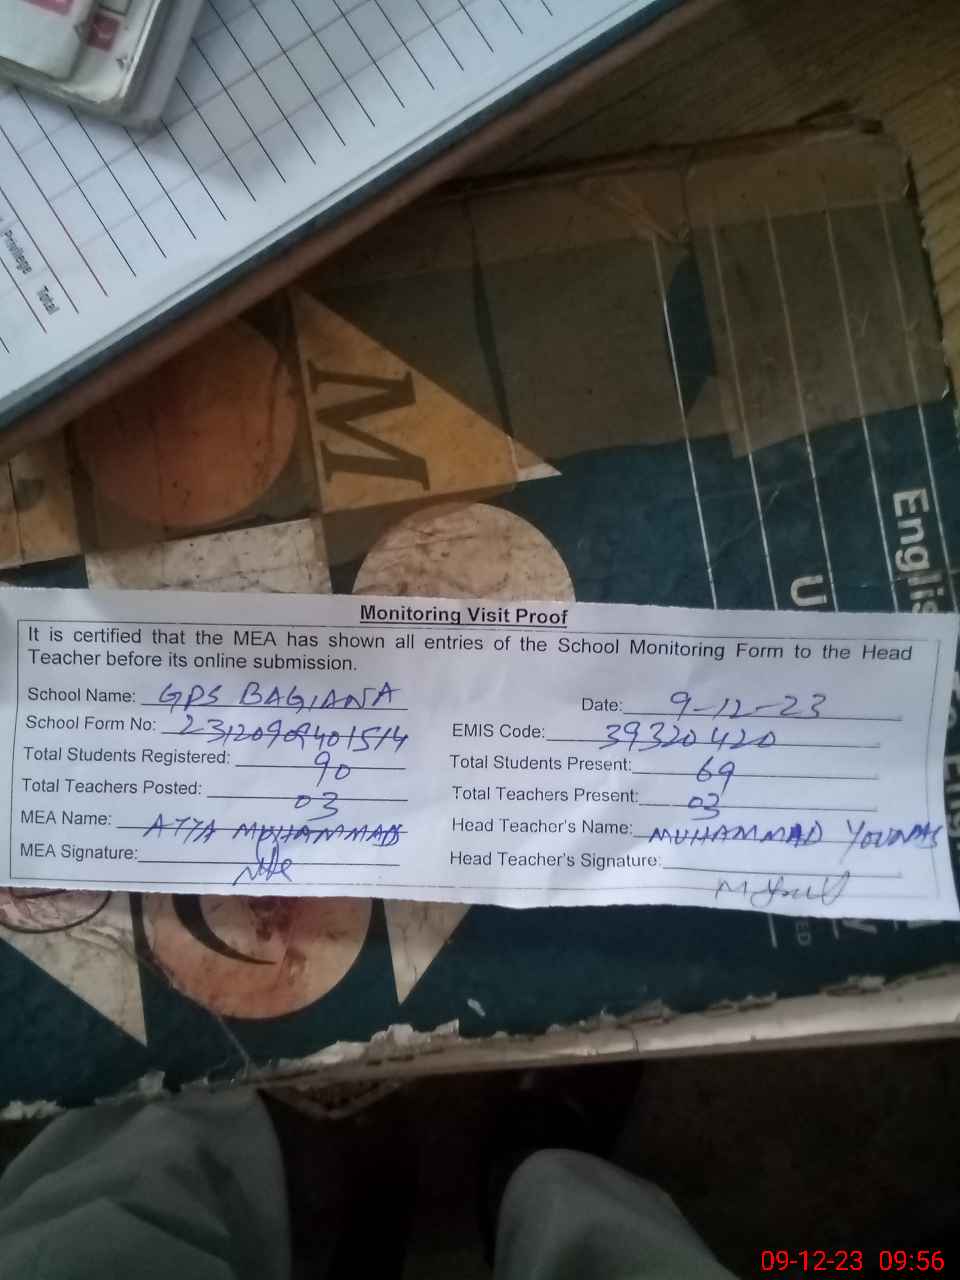 Privilege Total
M
Englis
U
Monitoring Visit Proof
It is certified that the MEA has shown all entries of the School Monitoring Form to the Head
Teacher before its online submission.
School Name: GPS BAGIANA Date: 9-12-23
School Form No: 23120909401514 EMIS Code: 39320420
Total Students Registered: 90 Total Students Present: 69
Total Teachers Posted: 03 Total Teachers Present: 03
MEA Name: ATTA MUHAMMAD Head Teacher's Name: MUHAMMAD YOUNAS
MEA Signature: Head Teacher's Signature:
ED
09-12-23 09:56